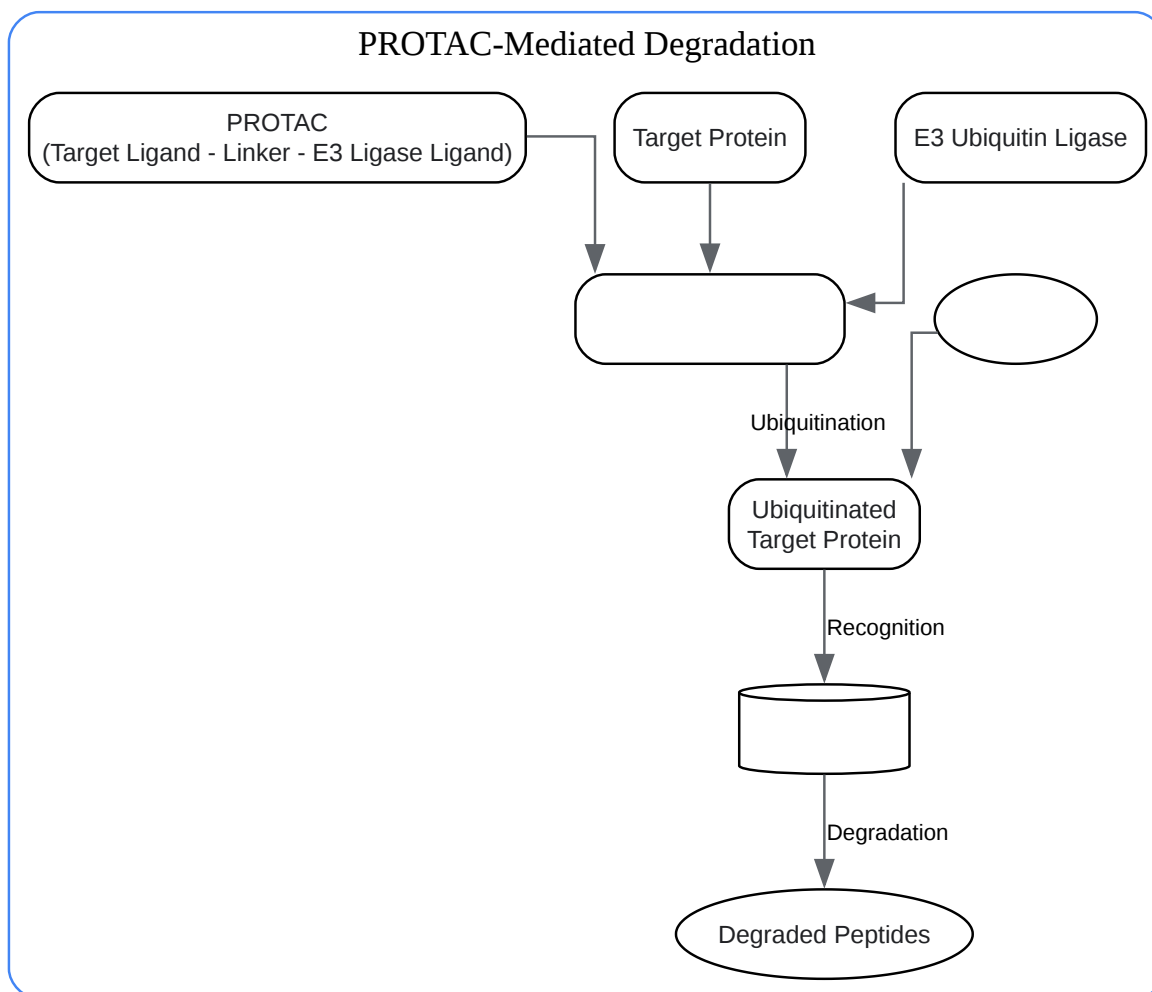 PROTAC-Mediated Degradation
PROTAC
(Target Ligand - Linker - E3 Ligase Ligand)
Target Protein
E3 Ubiquitin Ligase
Ubiquitination
Ubiquitinated
Target Protein
Recognition
Degradation
Degraded Peptides